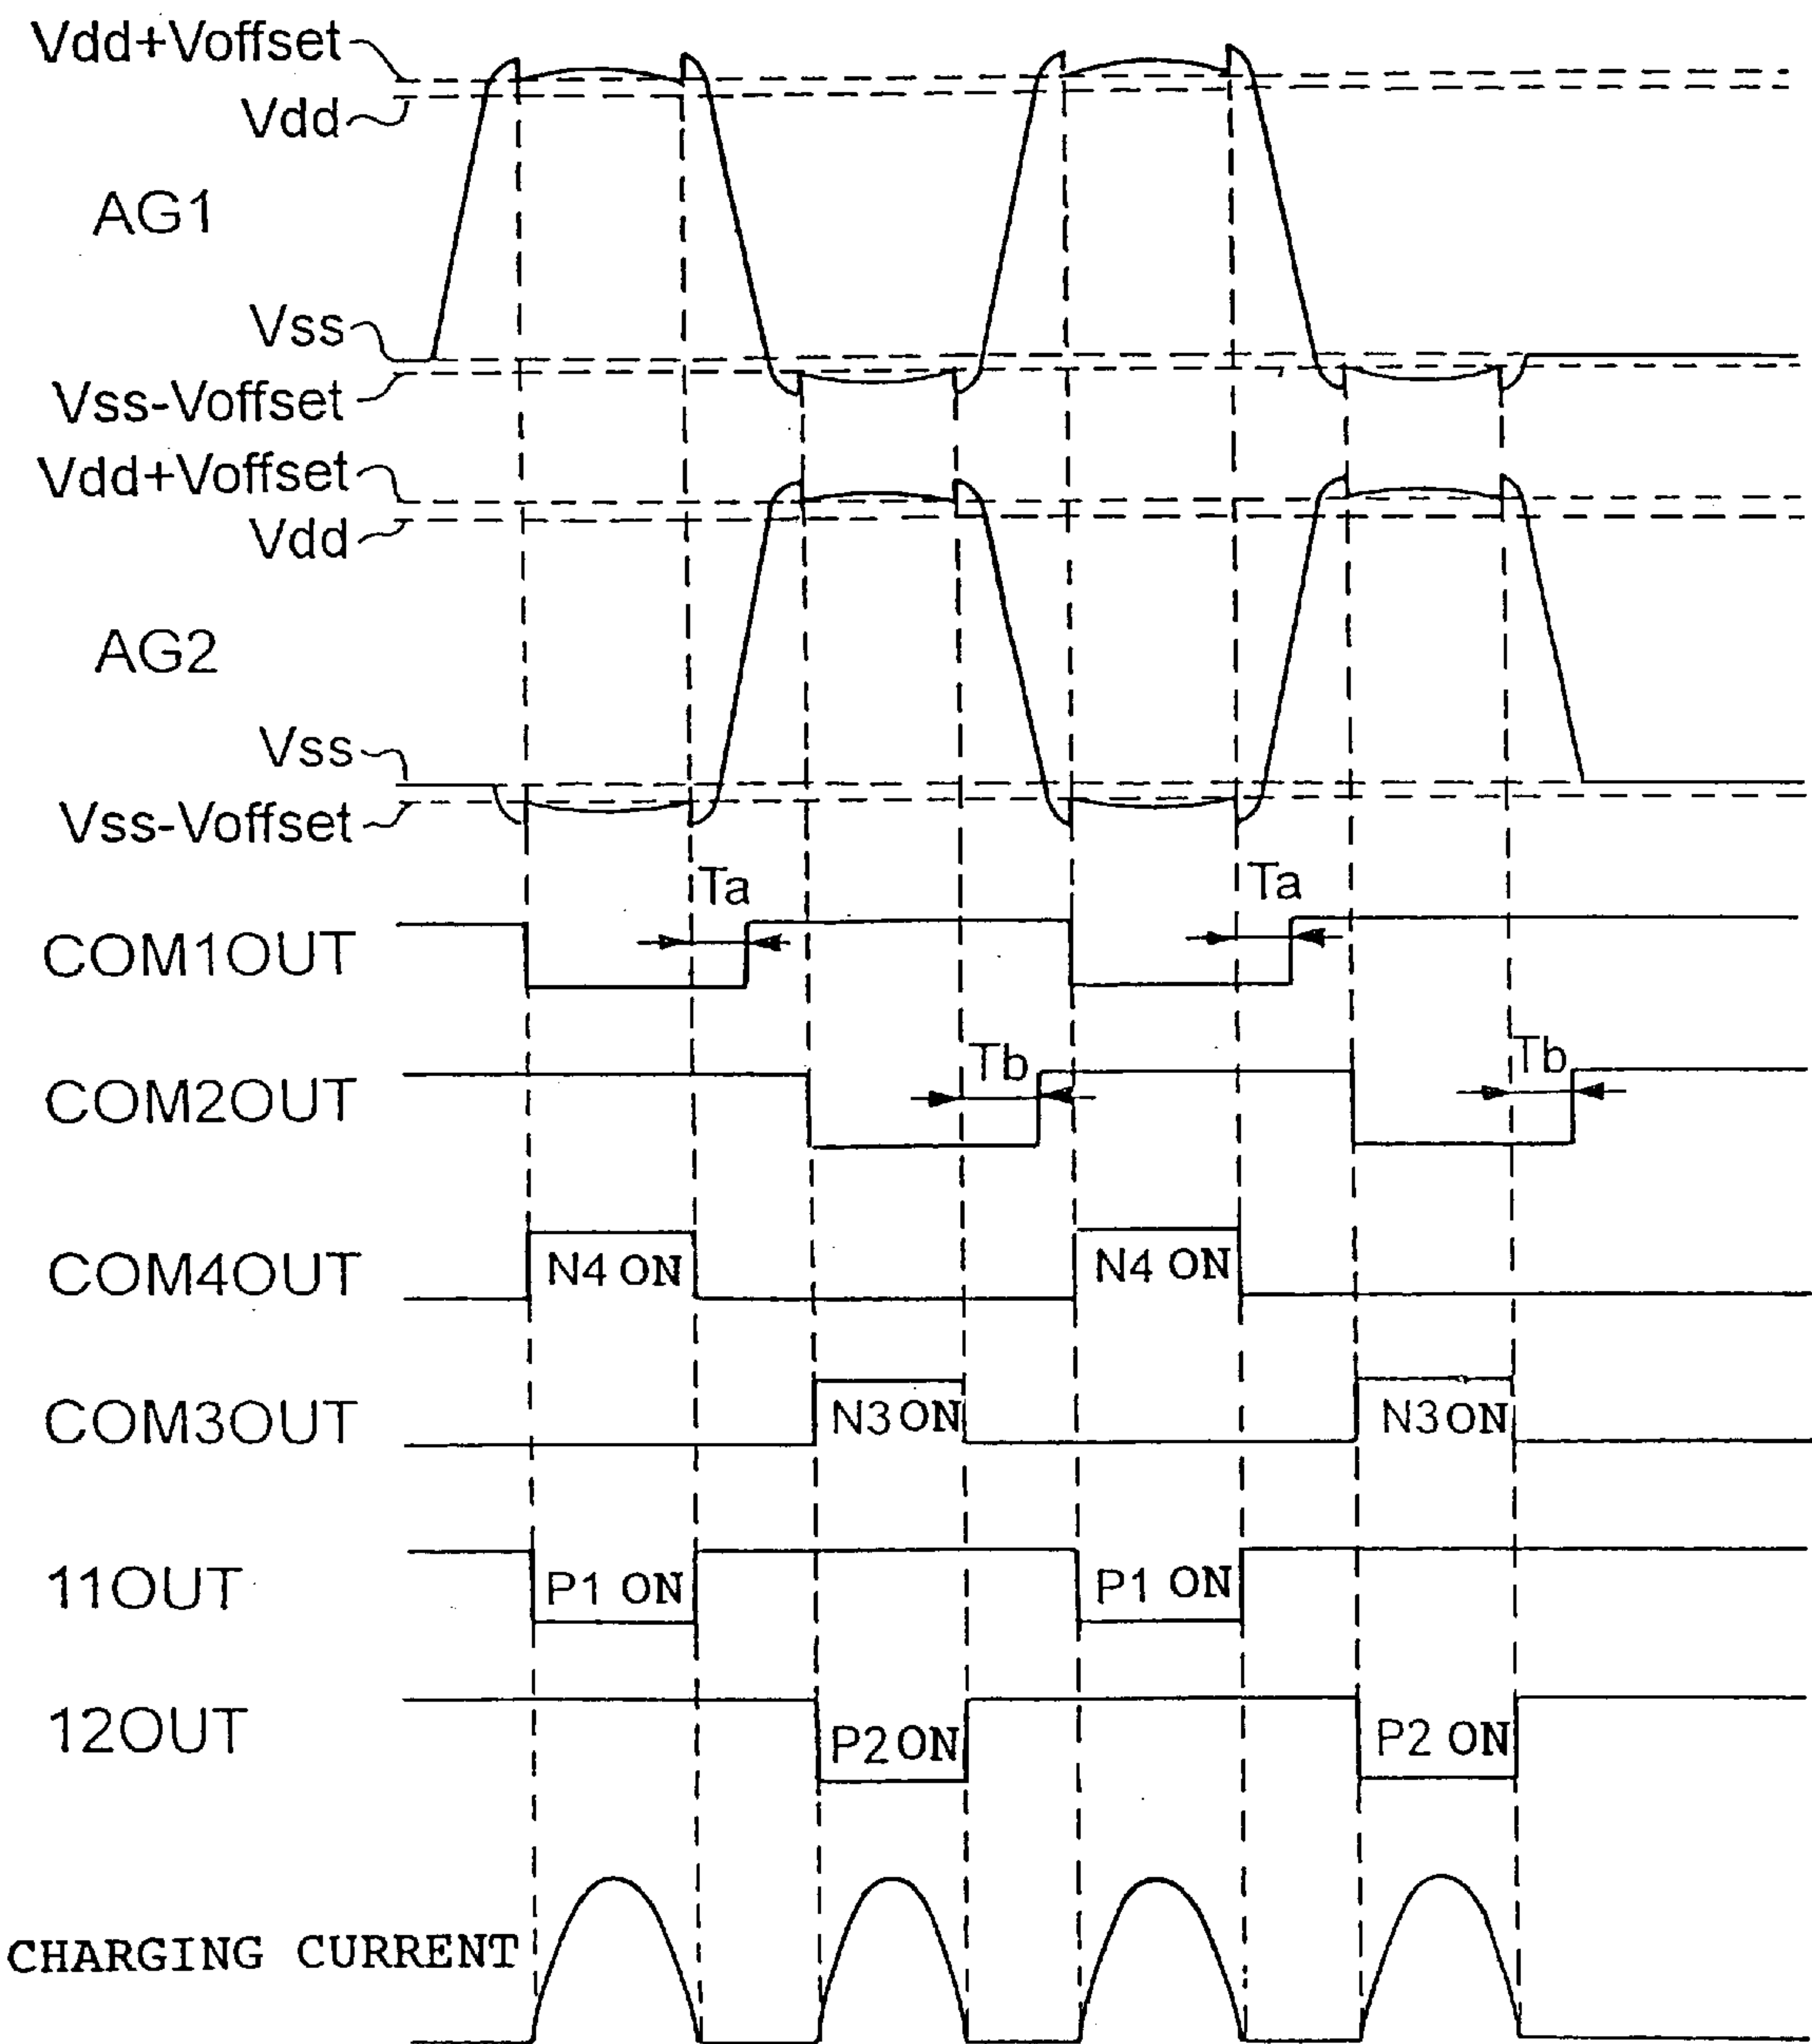 Vdd+Voffset
Vdd
AG1
Vss
Vss-Voffset
Vdd+Voffset
Vdd
AG2
Vss
Vss-Voffset
Ta Ta
COM1OUT
Tb Tb
COM2OUT
COM4OUT N4 ON N4 ON
COM3OUT N3 ON N3 ON
11OUT P1 ON P1 ON
12OUT P2 ON P2 ON
CHARGING CURRENT